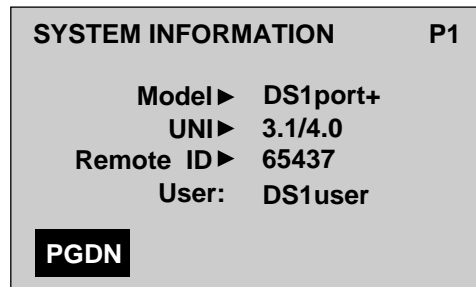 SYSTEM INFORMATION P1
Model► DS1port+
UNI► 3.1/4.0
Remote ID► 65437
User: DS1user
PGDN